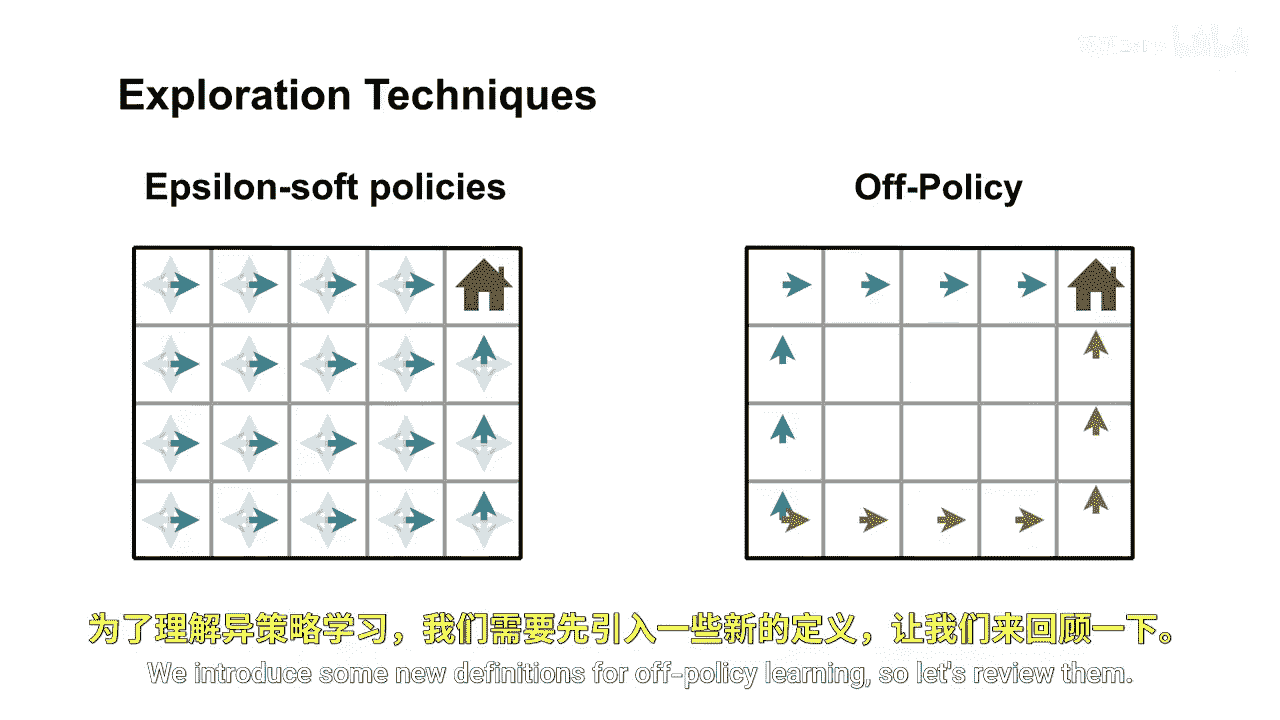 Exploration Techniques
Epsilon-soft policies
Off-Policy
为了理解异策略学习，我们需要先引入一些新的定义，让我们来回顾一下。
We introduce some new definitions for off-policy learning, so let's review them.